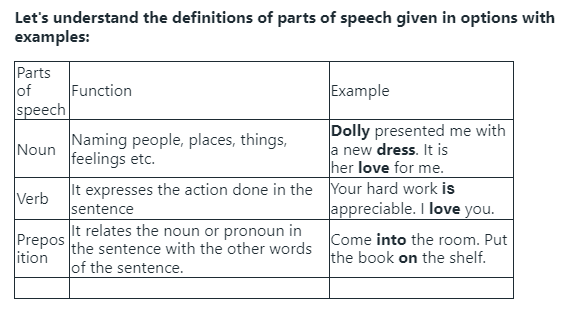 Let's understand the definitions of parts of speech given in options with
examples:
Parts
of
speech
Function
Example
Noun
Naming people, places, things,
feelings etc.
Dolly presented me with
a new dress. It is
her love for me.
Verb
It expresses the action done in the
sentence
Your hard work is
appreciable. I love you.
Prepos
ition
It relates the noun or pronoun in
the sentence with the other words
of the sentence.
Come into the room. Put
the book on the shelf.